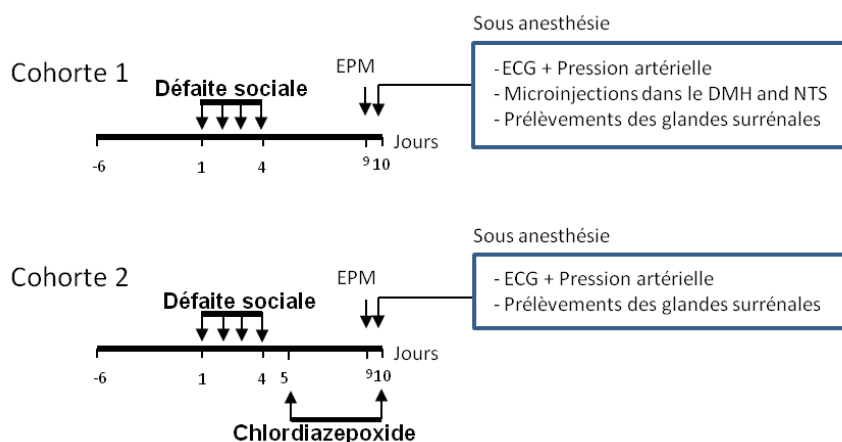 Sous anesthésie
EPM
Cohorte 1
Défaite sociale
- ECG + Pression artérielle
- Microinjections dans le DMH and NTS
- Prélèvements des glandes surrénales
Jours
-6 1 4 9 10
Sous anesthésie
EPM
Cohorte 2
Défaite sociale
- ECG + Pression artérielle
- Prélèvements des glandes surrénales
Jours
-6 1 4 5 9 10
Chlordiazepoxide